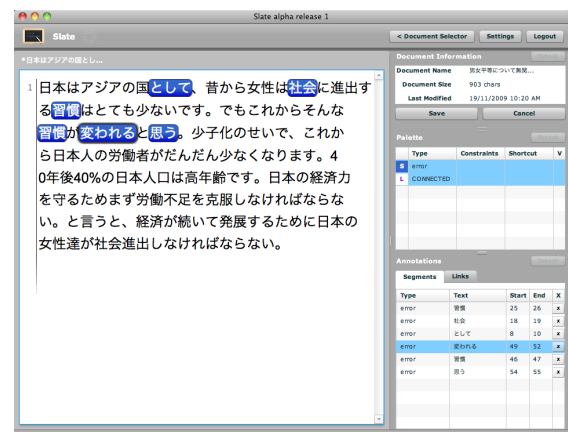 Slate alpha release 1
Slate
< Document Selector
Settings
Logout
*日本はアジアの国とし...
1
日本はアジアの国として、昔から女性は社会に進出す
る習慣はとても少ないです。でもこれからそんな
習慣が変われると思う。少子化のせいで、これか
ら日本人の労働者がだんだん少なくなります。4
0年後40%の日本人口は高年齢です。日本の経済力
を守るためまず労働不足を克服しなければならな
い。と言うと、経済が続いて発展するために日本の
女性達が社会進出しなければならない。
Document Information
Document Name 男女平等について無関...
Document Size 903 chars
Last Modified 19/11/2009 10:20 AM
Save Cancel
Palette
Type Constraints Shortcut V
S error
L CONNECTED
Annotations
Segments Links
Type Text Start End X
error 習慣 25 26 x
error 社会 18 19 x
error として 8 10 x
error 変われる 49 52 x
error 習慣 46 47 x
error 思う 54 55 x